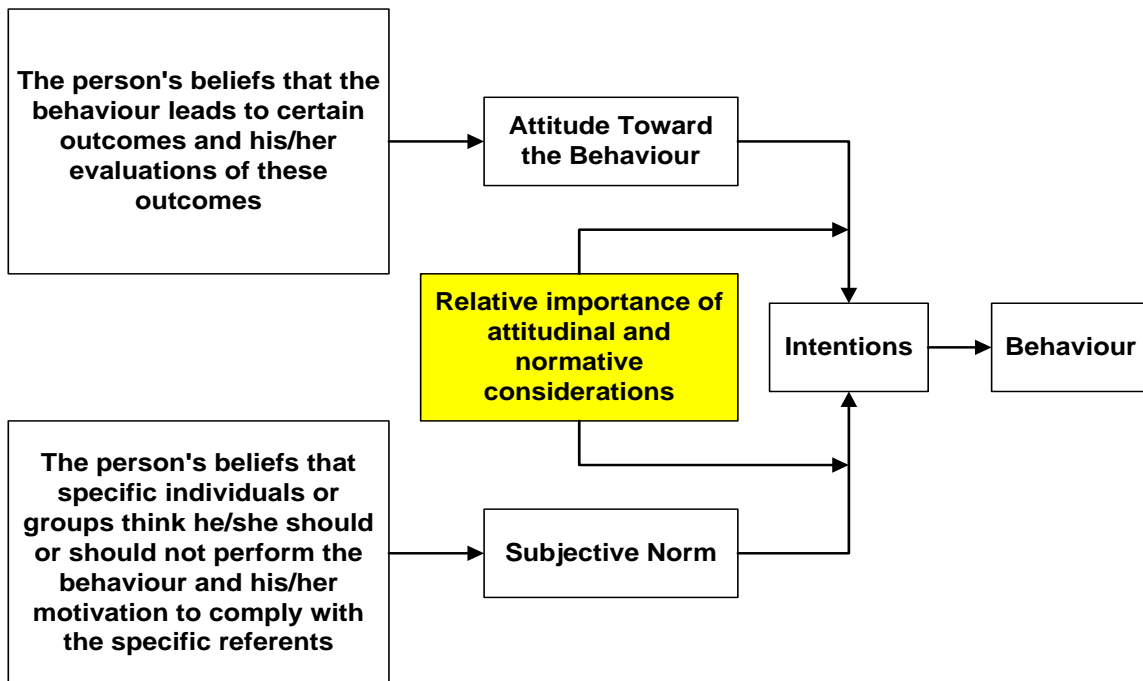 The person's beliefs that the
behaviour leads to certain
outcomes and his/her
evaluations of these
outcomes
Attitude Toward
the Behaviour
Relative importance of
attitudinal and
normative
considerations
Intentions
Behaviour
The person's beliefs that
specific individuals or
groups think he/she should
or should not perform the
behaviour and his/her
motivation to comply with
the specific referents
Subjective Norm